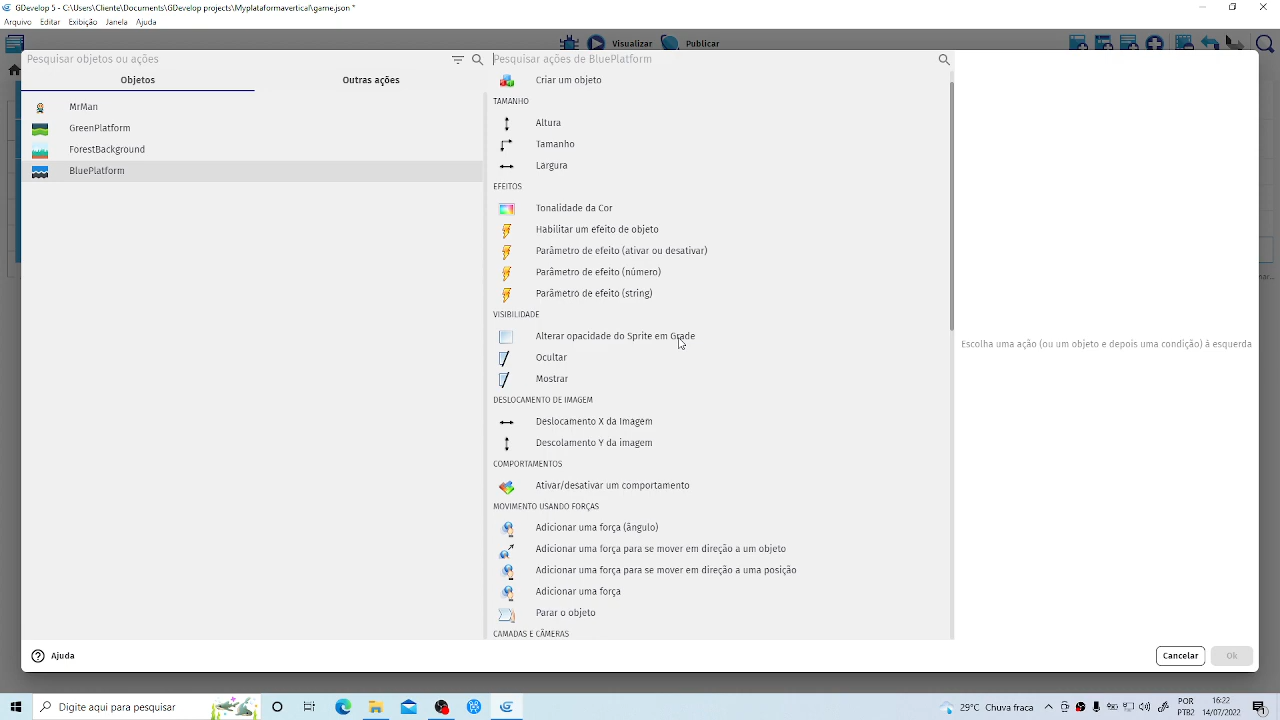 GDevelop 5 - C:\Users\Cliente\Documents\GDevelop projects\Myplataformavertical\game.json *
Arquivo Editar Exibição Janela Ajuda
Visualizar Publicar
Pesquisar objetos ou ações
Pesquisar ações de BluePlatform
Objetos
Outras ações
MrMan
GreenPlatform
ForestBackground
BluePlatform
Criar um objeto
TAMANHO
Altura
Tamanho
Largura
EFEITOS
Tonalidade da Cor
Habilitar um efeito de objeto
Parâmetro de efeito (ativar ou desativar)
Parâmetro de efeito (número)
Parâmetro de efeito (string)
VISIBILIDADE
Alterar opacidade do Sprite em Grade
Ocultar
Mostrar
DESLOCAMENTO DE IMAGEM
Deslocamento X da Imagem
Descolamento Y da imagem
COMPORTAMENTOS
Ativar/desativar um comportamento
MOVIMENTO USANDO FORÇAS
Adicionar uma força (ângulo)
Adicionar uma força para se mover em direção a um objeto
Adicionar uma força para se mover em direção a uma posição
Adicionar uma força
Parar o objeto
CAMADAS E CÂMERAS
Escolha uma ação (ou um objeto e depois uma condição) á esquerda
Ajuda
Cancelar
Ok
Digite aqui para pesquisar
29°C Chuva fraca
POR
PTB2
16:22
14/07/2022